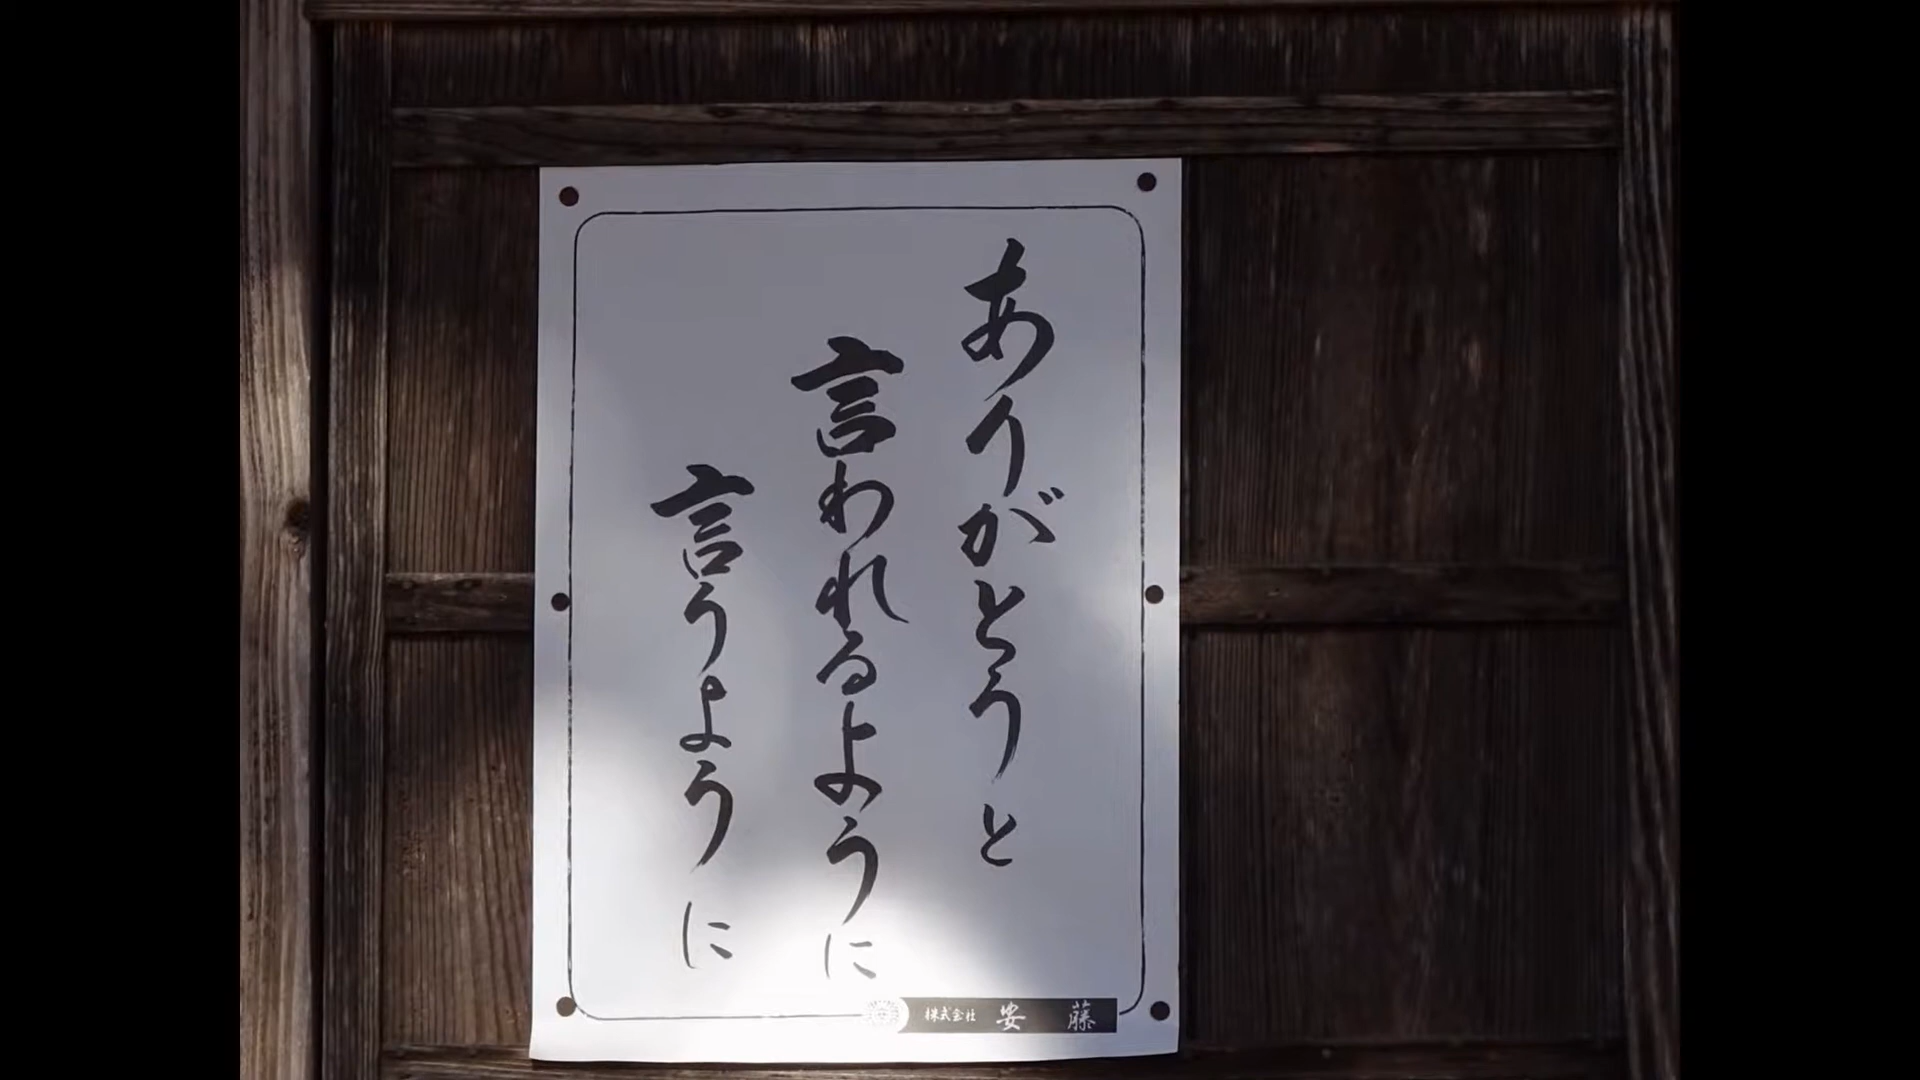 ありがとうと
言われるように
言うように
株式会社 安藤